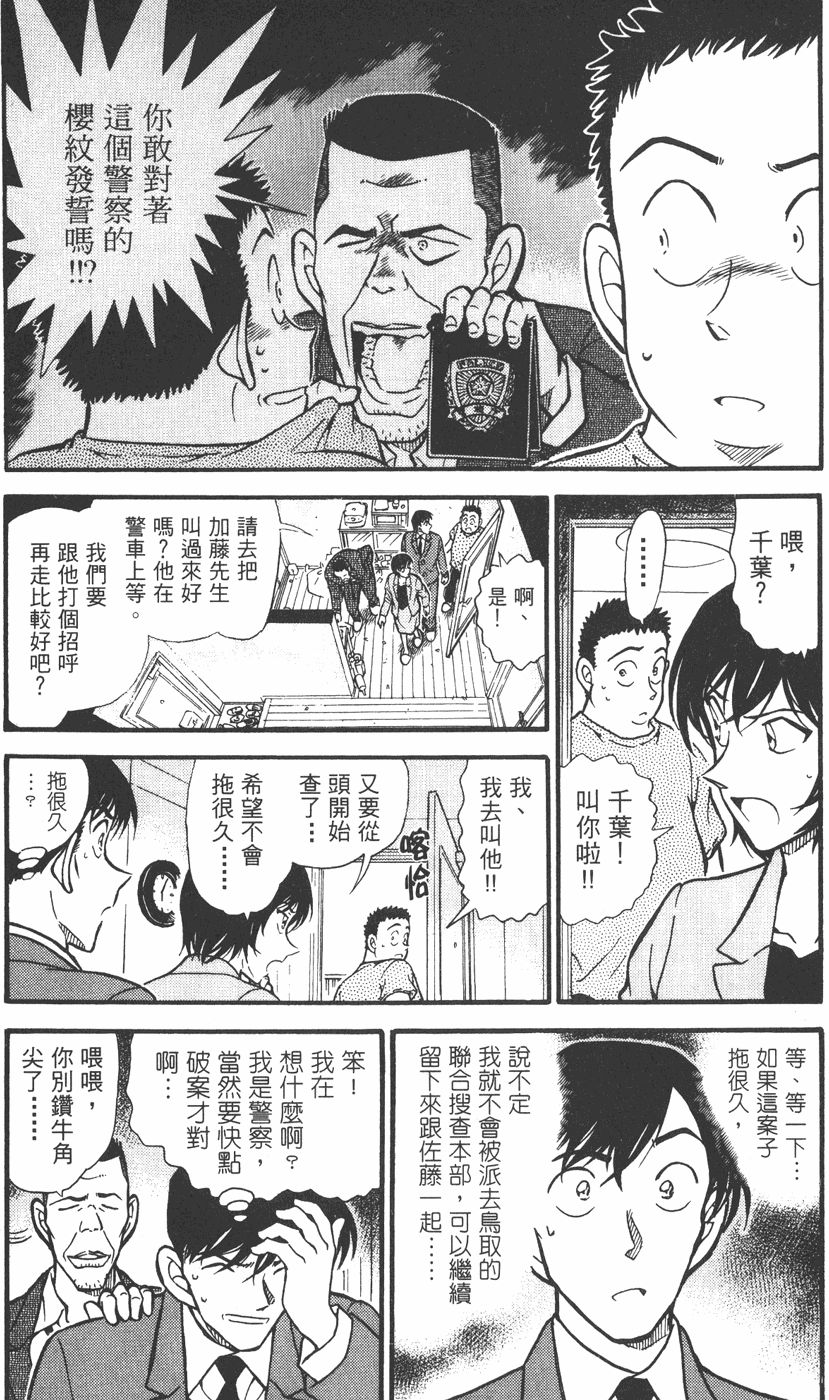 你敢對著
這個警察的
櫻紋發誓嗎!!?
POLICE
喂，
千葉?
……
千葉!
叫你啦!!
啊、
是!
請去把
加藤先生
叫過來好
嗎?他在
警車上等。
我們要
跟他打個招呼
再走比較好吧?
我、
我去叫他!!
喀恰
又要從
頭開始
查了…
希望不會
拖很久……
拖很久
…?
等、等一下…
如果這案子
拖很久，
說不定
我就不會被派去鳥取的
聯合搜查本部，可以繼續
留下來跟佐藤一起……
笨!
我在
想什麼啊?
我是警察，
當然要快點
破案才對
啊…
喂喂，
你別鑽牛角
尖了……